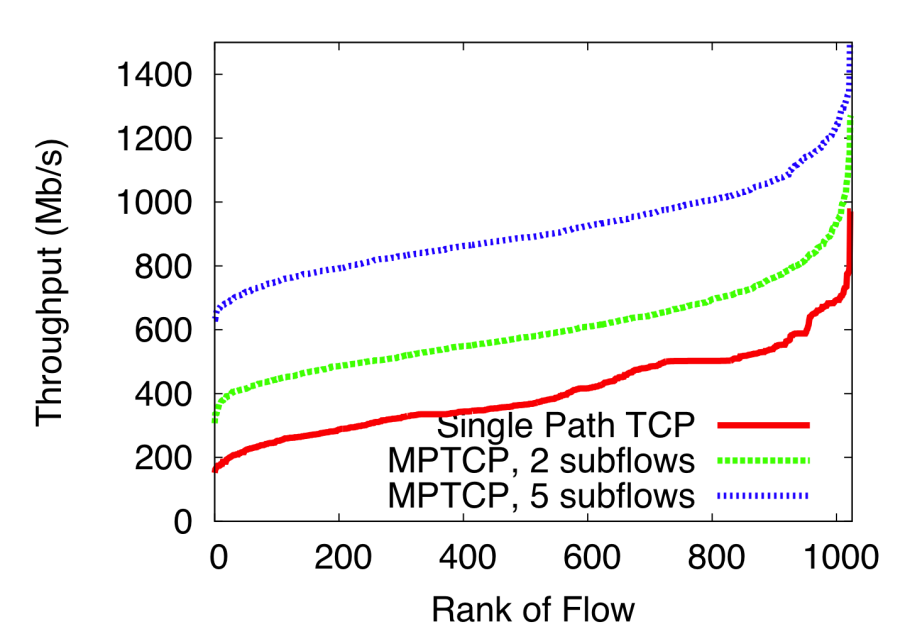 1400
1200
1000
800
600
400
200
0
Throughput (Mb/s)
Single Path TCP
MPTCP, 2 subflows
MPTCP, 5 subflows
0 200 400 600 800 1000
Rank of Flow